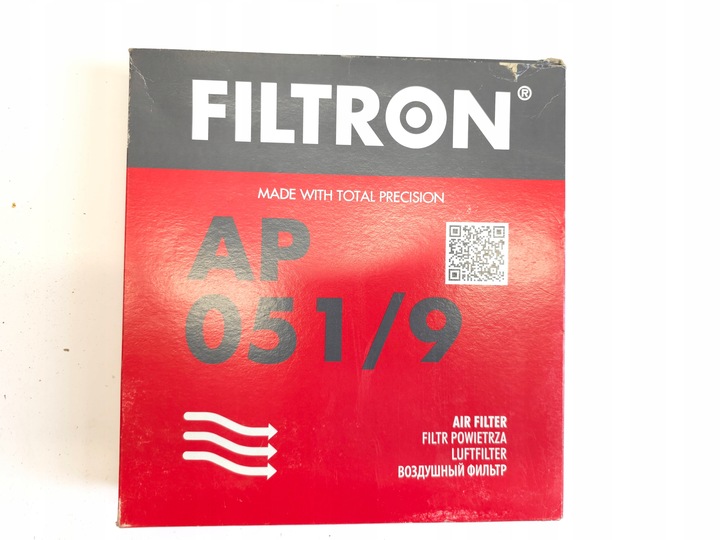 FILTRON®
MADE WITH TOTAL PRECISION
AP
051/9
AIR FILTER
FILTR POWIETRZA
LUFTFILTER
ВОЗДУШНЫЙ ФИЛЬТР